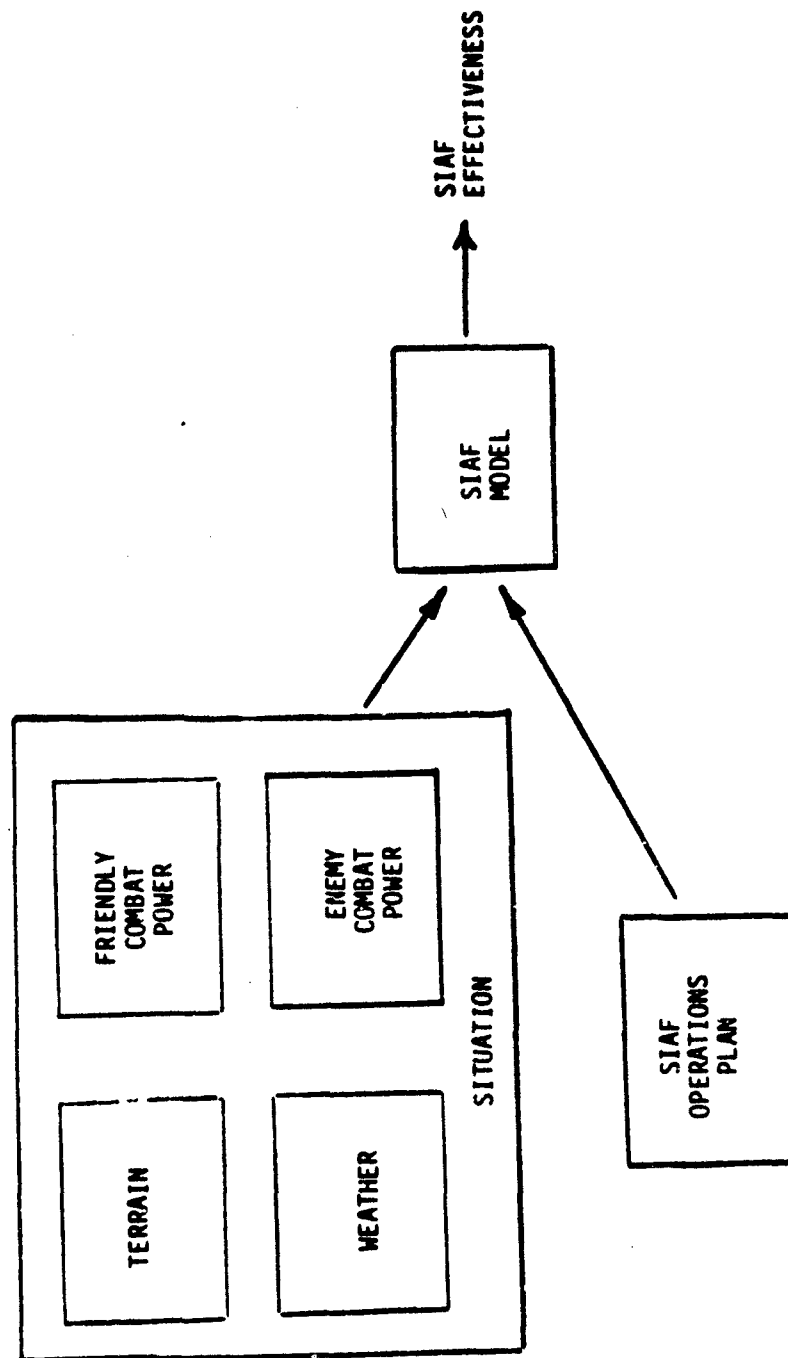 TERRAIN
FRIENDLY
COMBAT
POWER
WEATHER
ENEMY
COMBAT
POWER
SITUATION
SIAF
OPERATIONS
PLAN
SIAF
MODEL
SIAF
EFFECTIVENESS